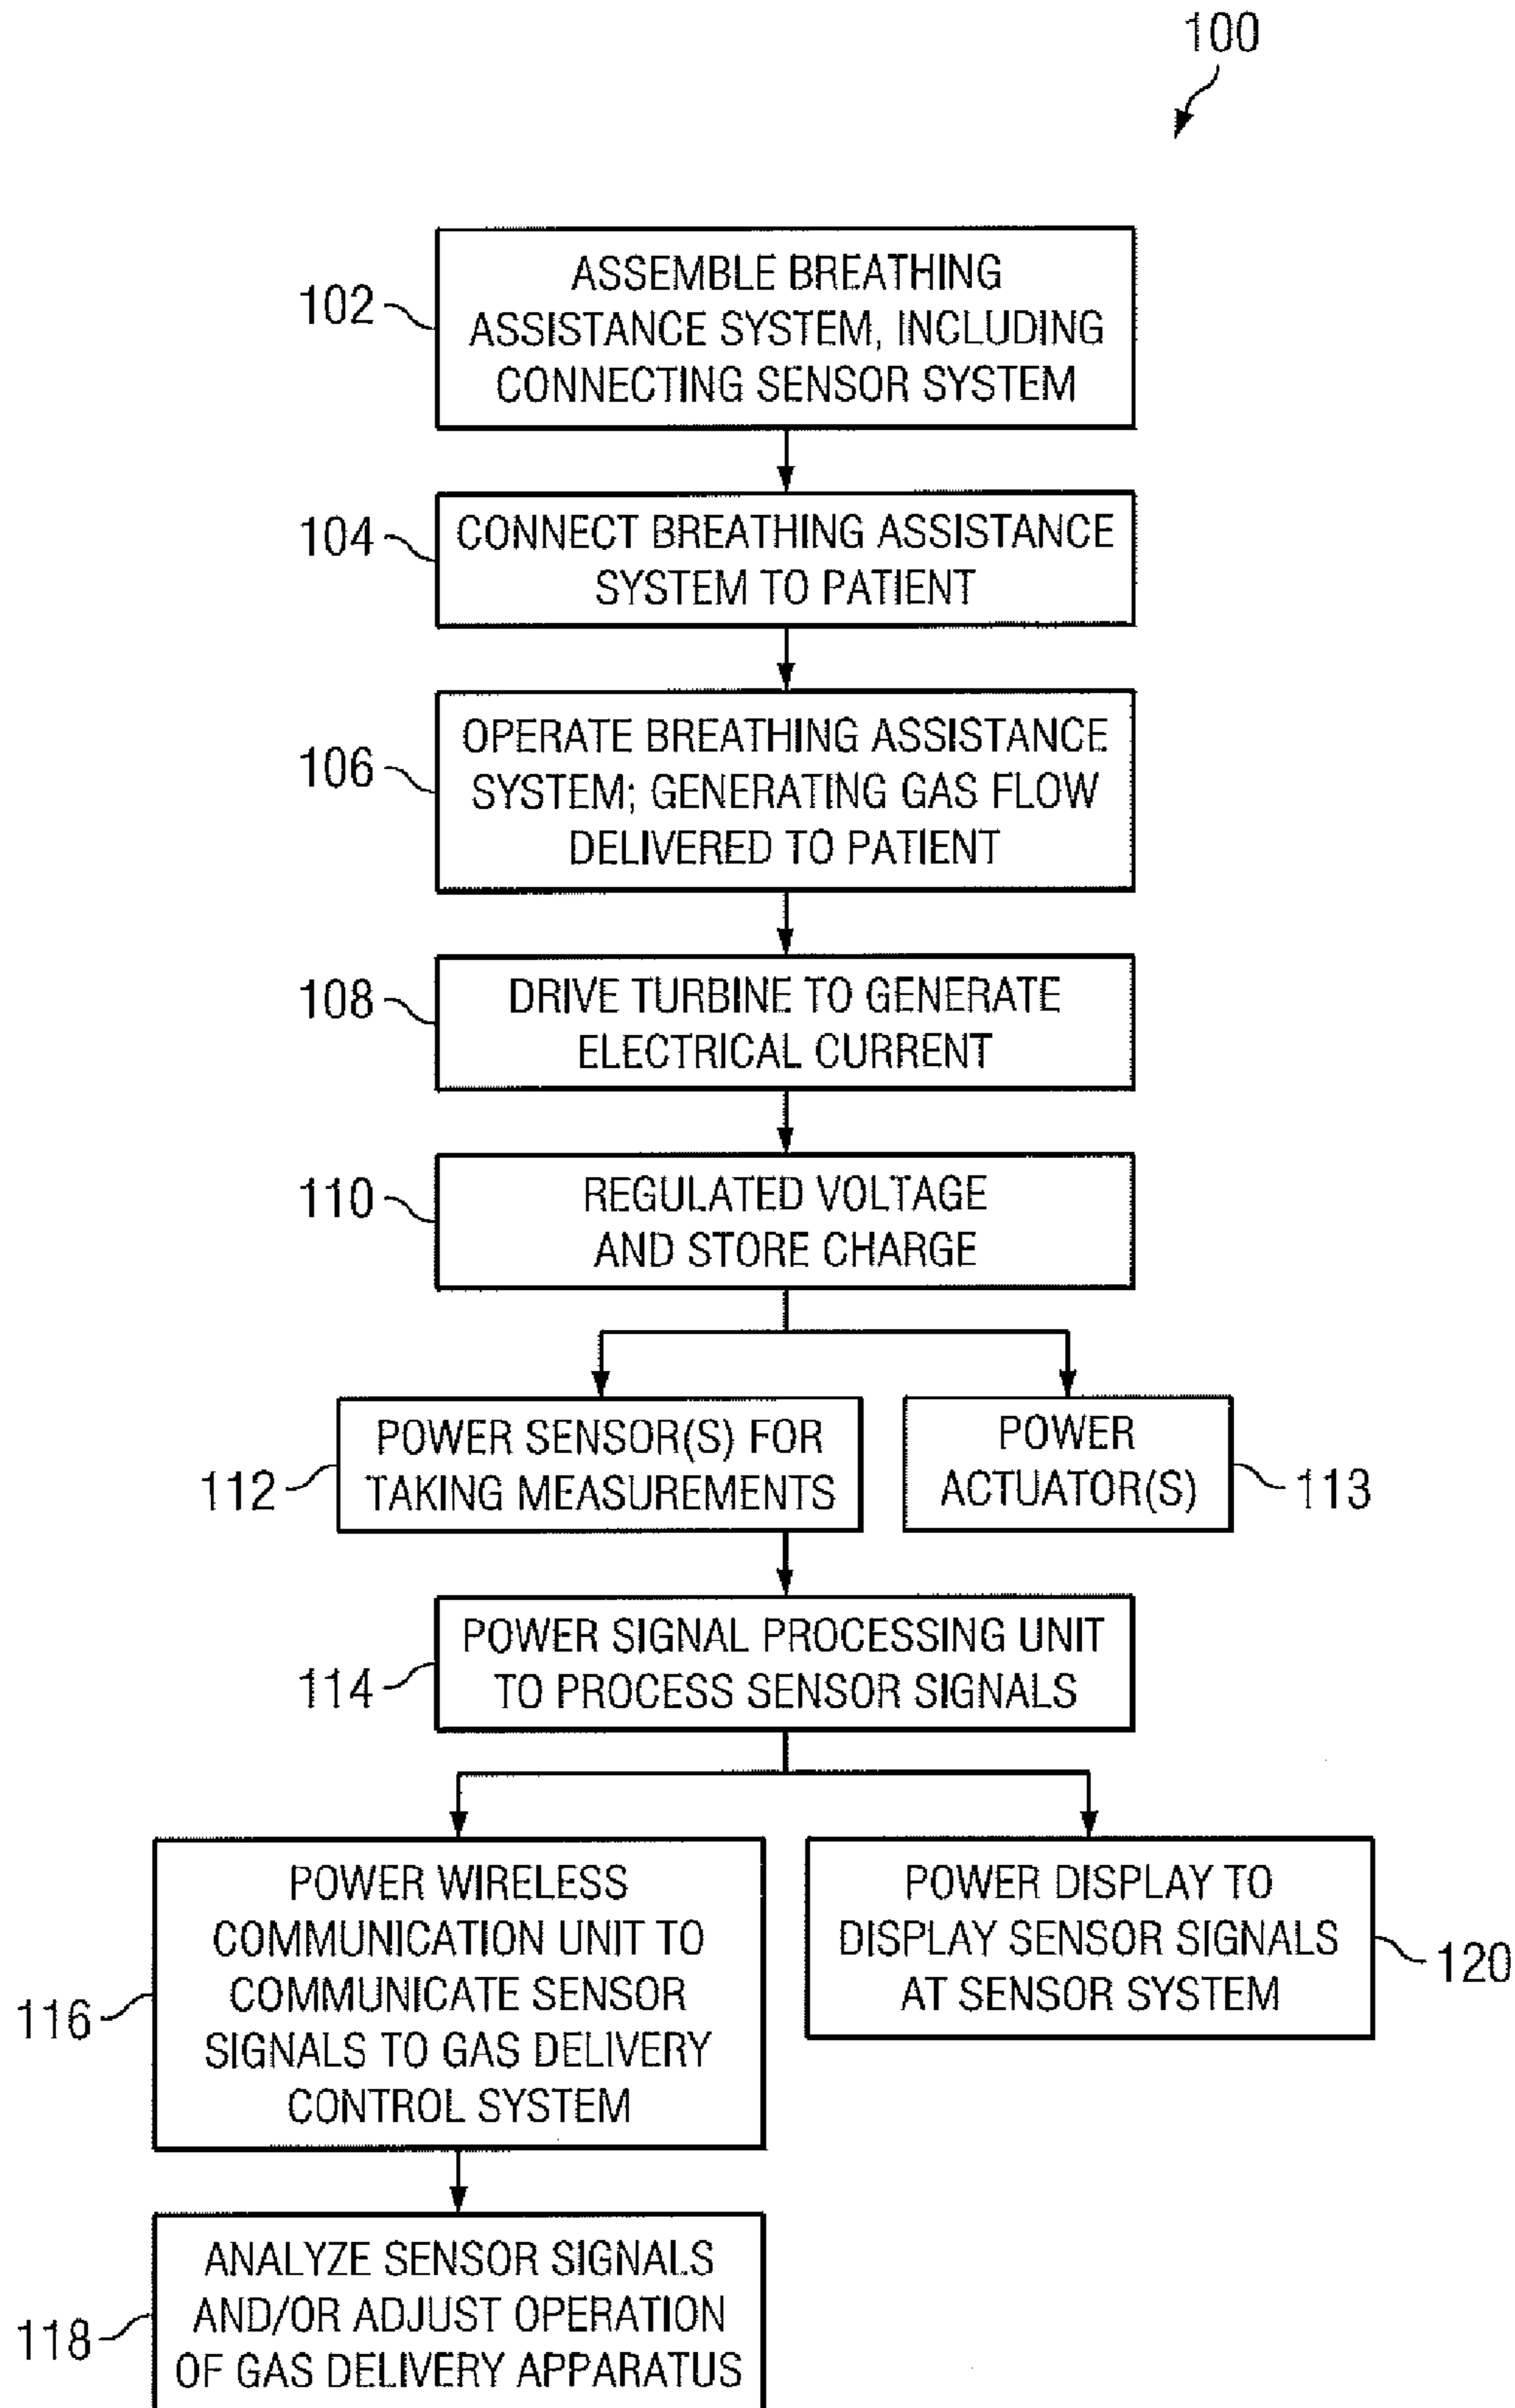 100
102
ASSEMBLE BREATHING
ASSISTANCE SYSTEM, INCLUDING
CONNECTING SENSOR SYSTEM
104
CONNECT BREATHING ASSISTANCE
SYSTEM TO PATIENT
106
OPERATE BREATHING ASSISTANCE
SYSTEM; GENERATING GAS FLOW
DELIVERED TO PATIENT
108
DRIVE TURBINE TO GENERATE
ELECTRICAL CURRENT
110
REGULATED VOLTAGE
AND STORE CHARGE
112
POWER SENSOR(S) FOR
TAKING MEASUREMENTS
POWER
ACTUATOR(S)
113
114
POWER SIGNAL PROCESSING UNIT
TO PROCESS SENSOR SIGNALS
116
POWER WIRELESS
COMMUNICATION UNIT TO
COMMUNICATE SENSOR
SIGNALS TO GAS DELIVERY
CONTROL SYSTEM
POWER DISPLAY TO
DISPLAY SENSOR SIGNALS
AT SENSOR SYSTEM
120
118
ANALYZE SENSOR SIGNALS
AND/OR ADJUST OPERATION
OF GAS DELIVERY APPARATUS